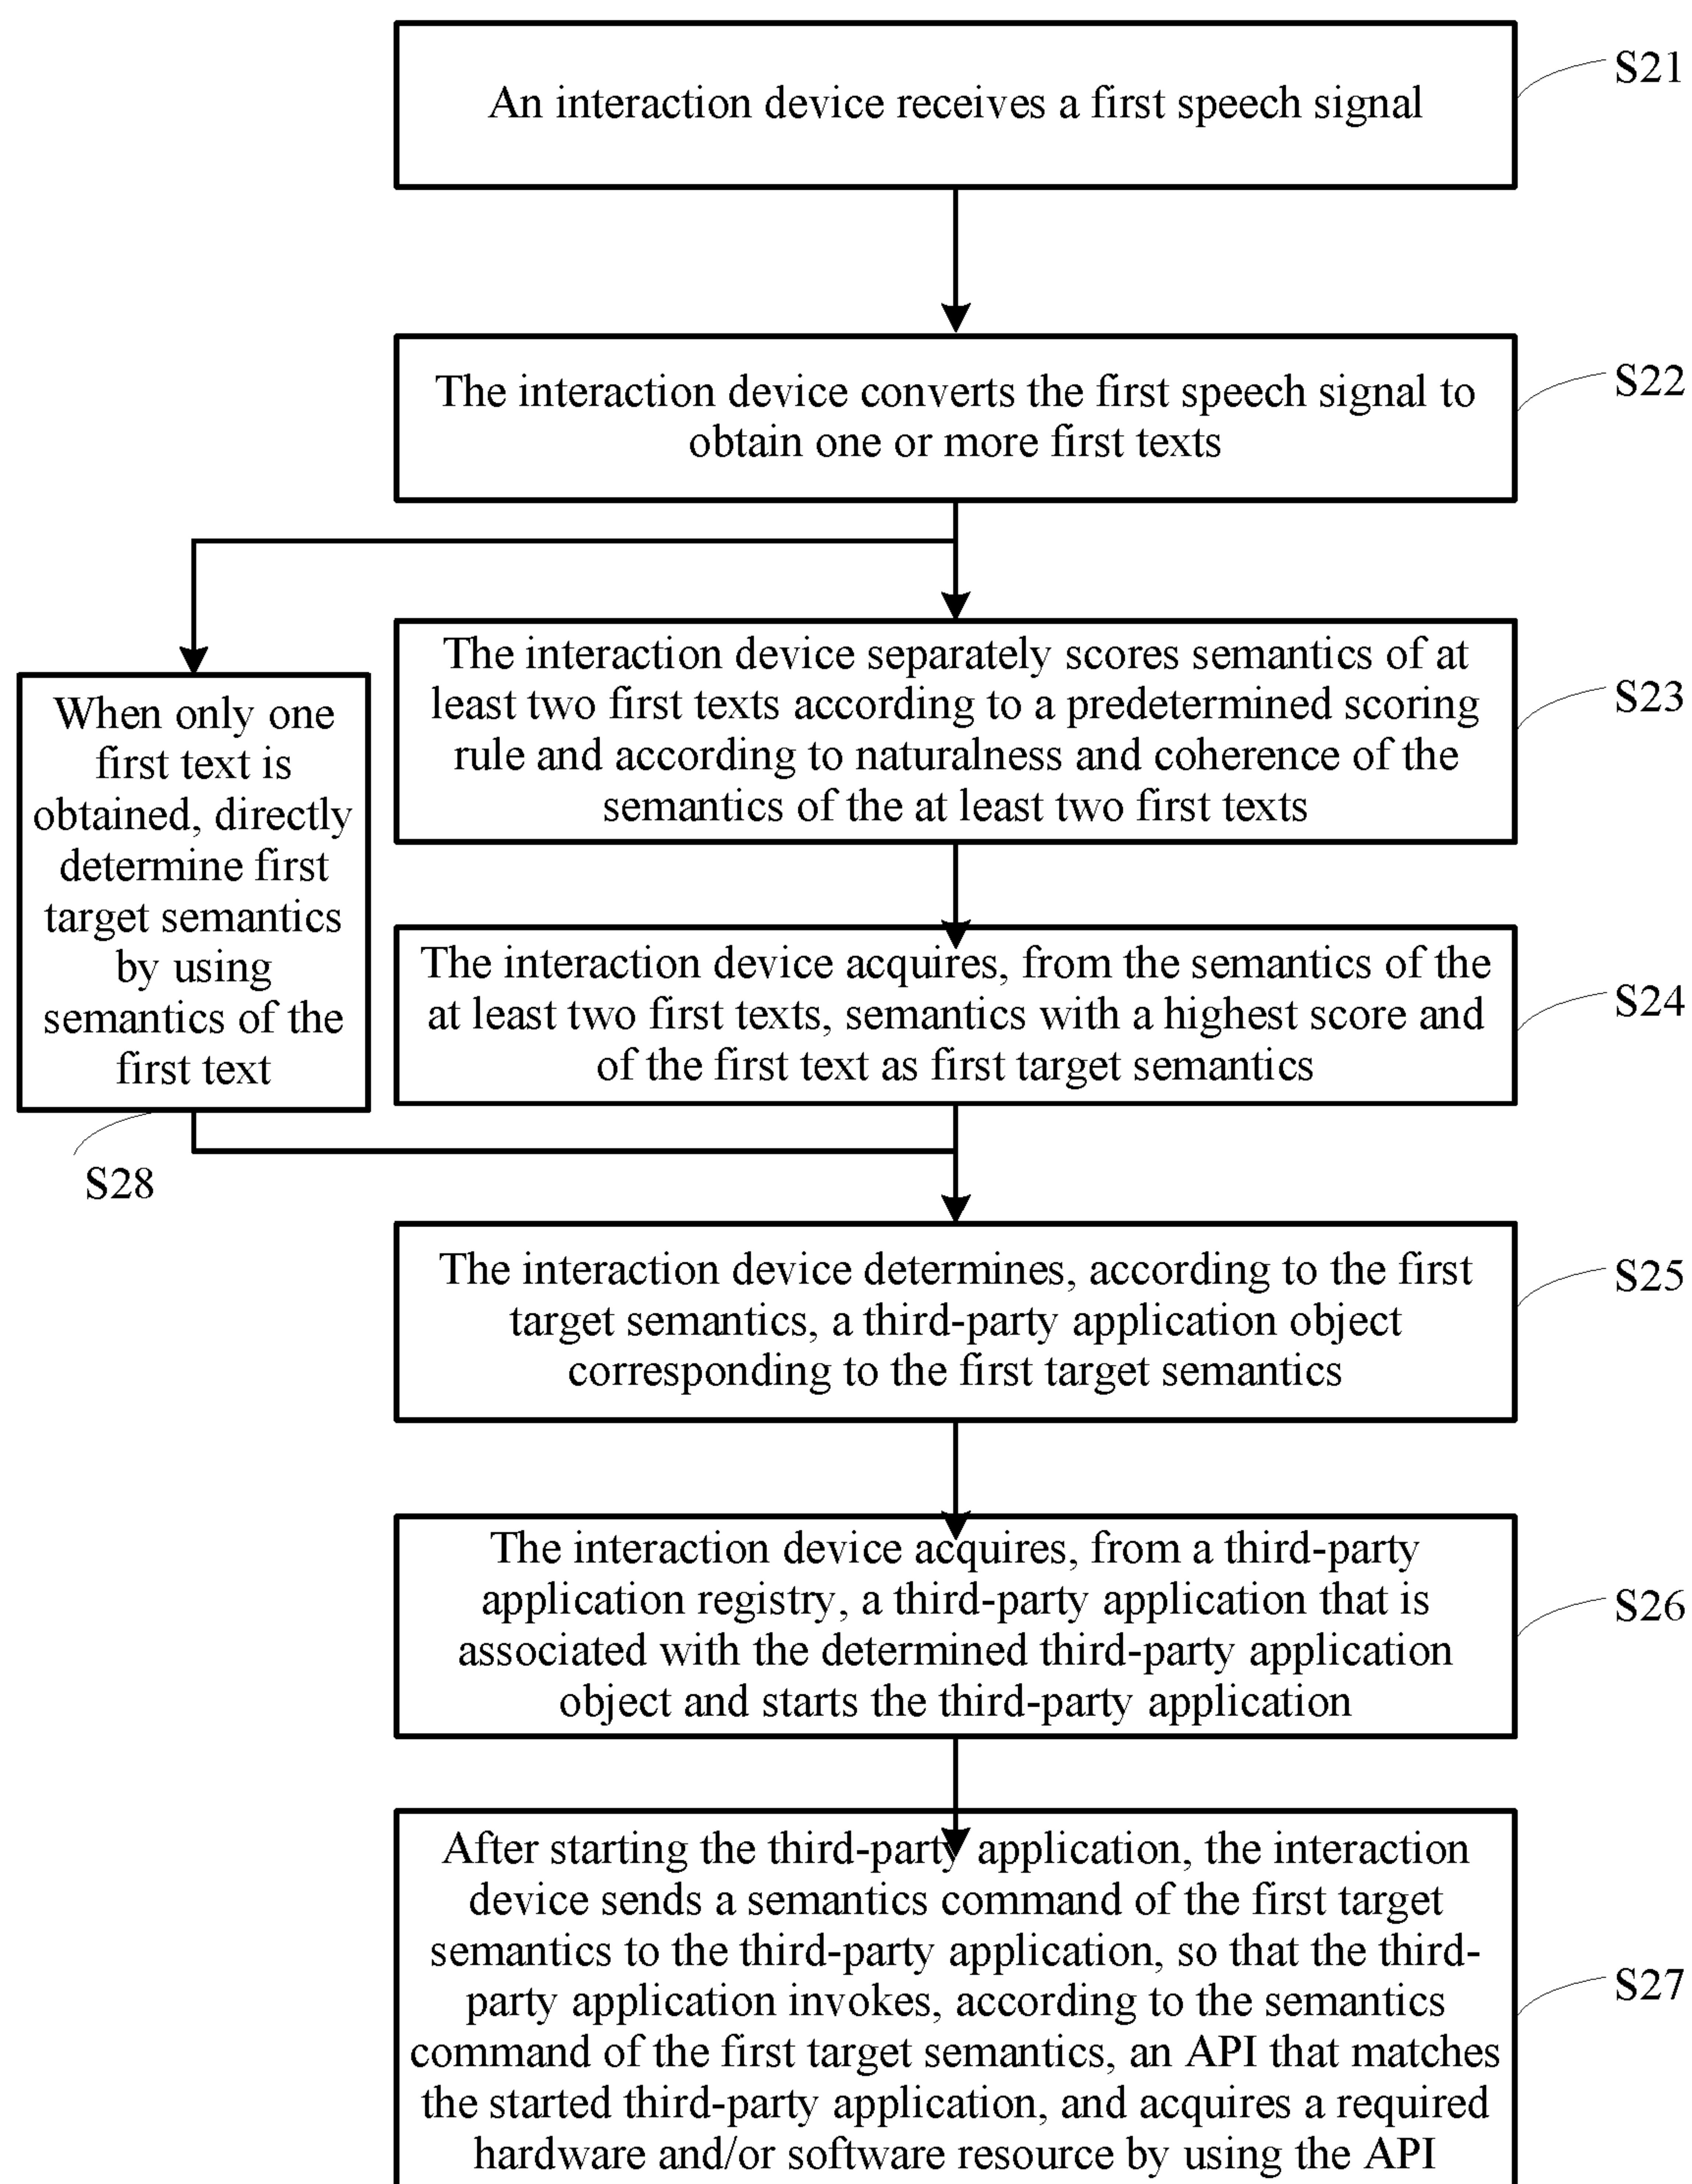 An interaction device receives a first speech signal
S21
The interaction device converts the first speech signal to
obtain one or more first texts
S22
The interaction device separately scores semantics of at
least two first texts according to a predetermined scoring
rule and according to naturalness and coherence of the
semantics of the at least two first texts
S23
When only one
first text is
obtained, directly
determine first
target semantics
by using
semantics of the
first text
S28
The interaction device acquires, from the semantics of the
at least two first texts, semantics with a highest score and
of the first text as first target semantics
S24
The interaction device determines, according to the first
target semantics, a third-party application object
corresponding to the first target semantics
S25
The interaction device acquires, from a third-party
application registry, a third-party application that is
associated with the determined third-party application
object and starts the third-party application
S26
After starting the third-party application, the interaction
device sends a semantics command of the first target
semantics to the third-party application, so that the third-
party application invokes, according to the semantics
command of the first target semantics, an API that matches
the started third-party application, and acquires a required
hardware and/or software resource by using the API
S27